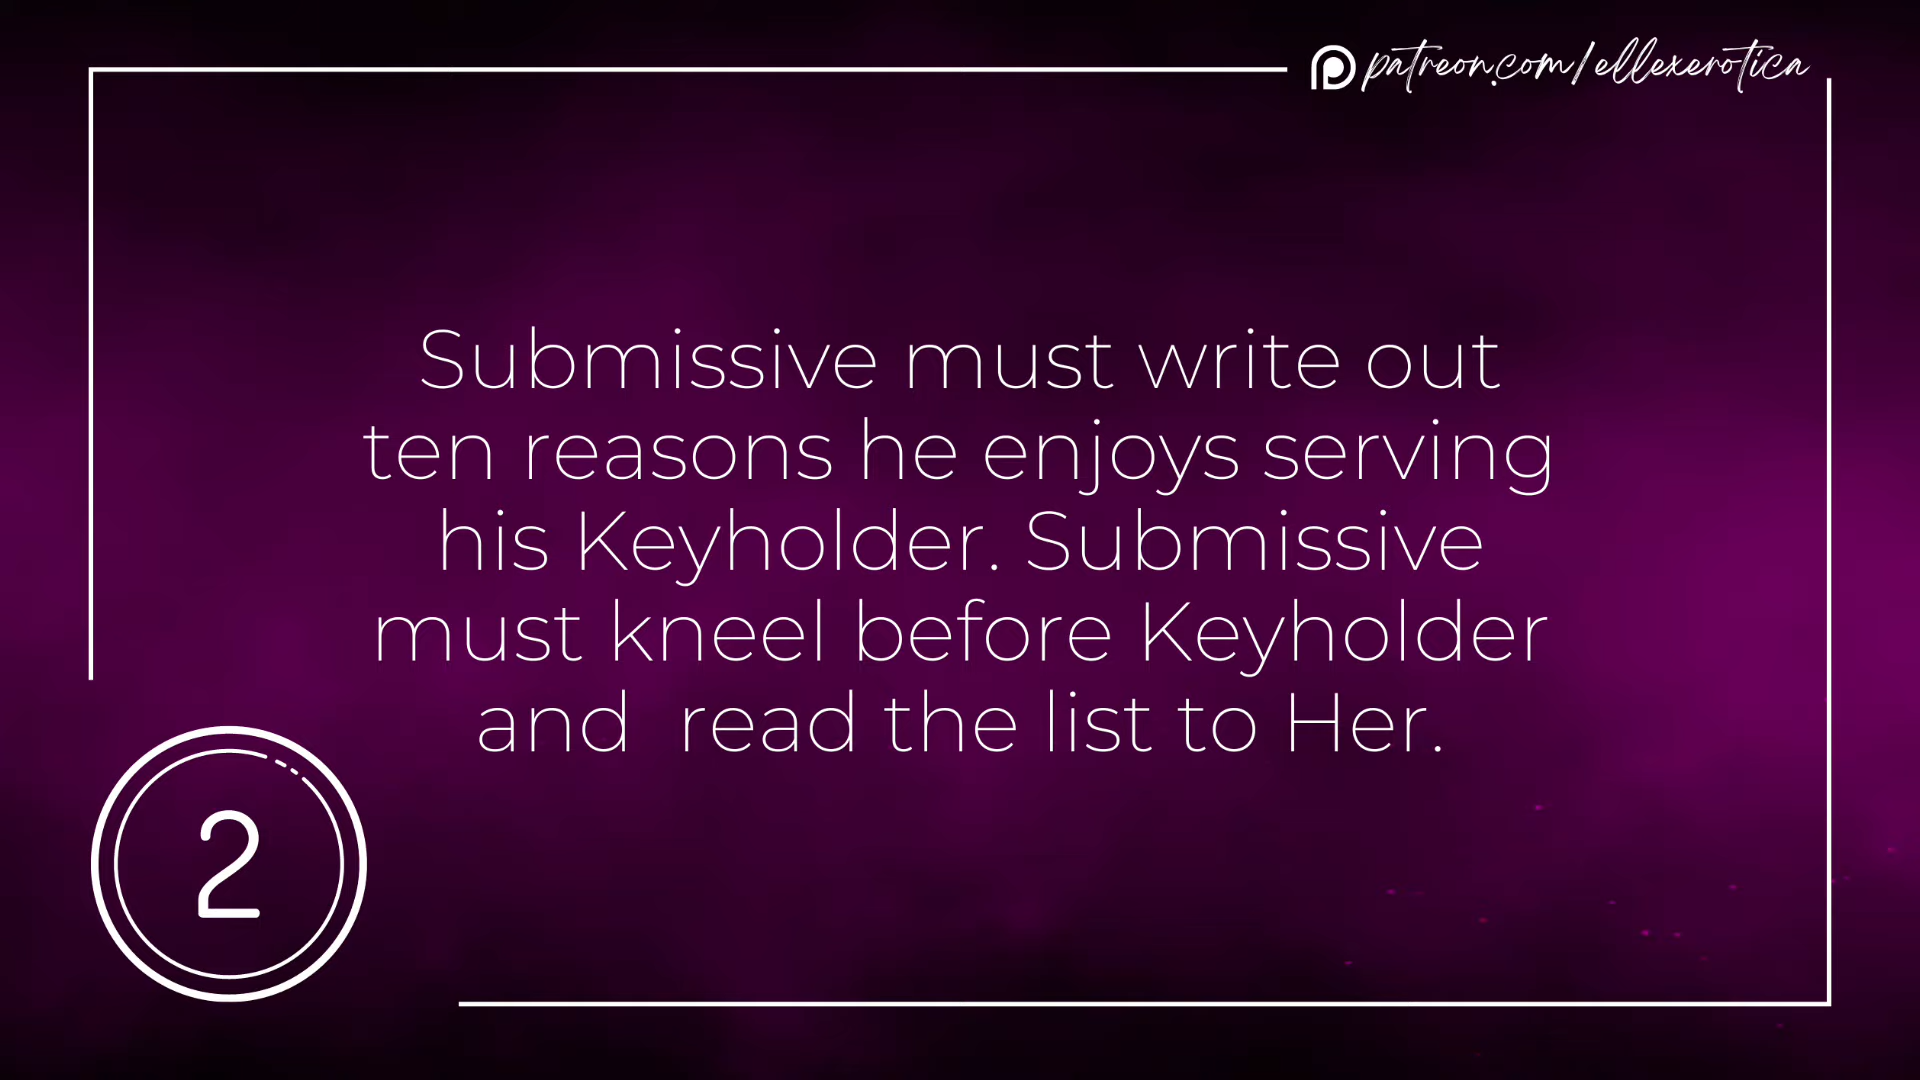 patreon.com/ellexerotica
Submissive must write out
ten reasons he enjoys serving
his Keyholder. Submissive
must kneel before Keyholder
and  read the list to Her.
2